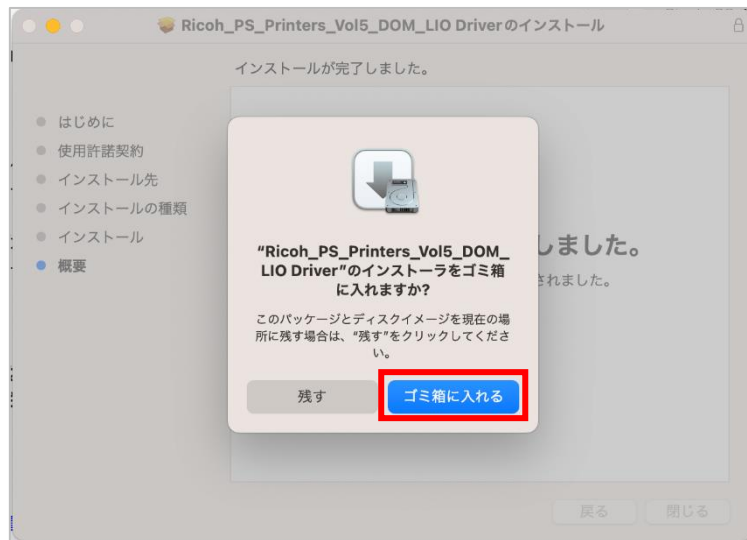 Ricoh_PS_Printers_Vol5_DOM_LIO Driverのインストール
インストールが完了しました。
はじめに
使用許諾契約
インストール先
インストールの種類
インストール
概要
しました。
されました。
“Ricoh_PS_Printers_Vol5_DOM_
LIO Driver”のインストーラをゴミ箱
に入れますか?
このパッケージとディスクイメージを現在の場
所に残す場合は、“残す”をクリックしてくださ
い。
残す
ゴミ箱に入れる
戻る
閉じる